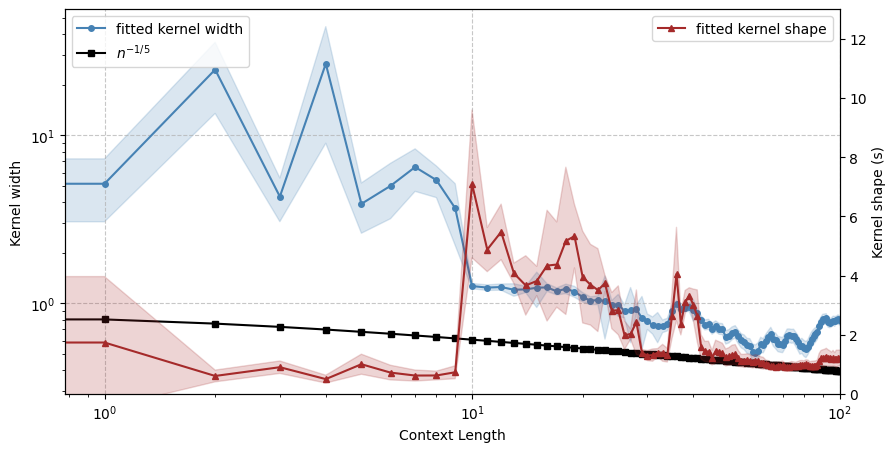 fitted kernel width
n^{-1/5}
fitted kernel shape
Kernel width
10^1
10^0
Kernel shape (s)
12
10
8
6
4
2
0
10^0
10^1
10^2
Context Length